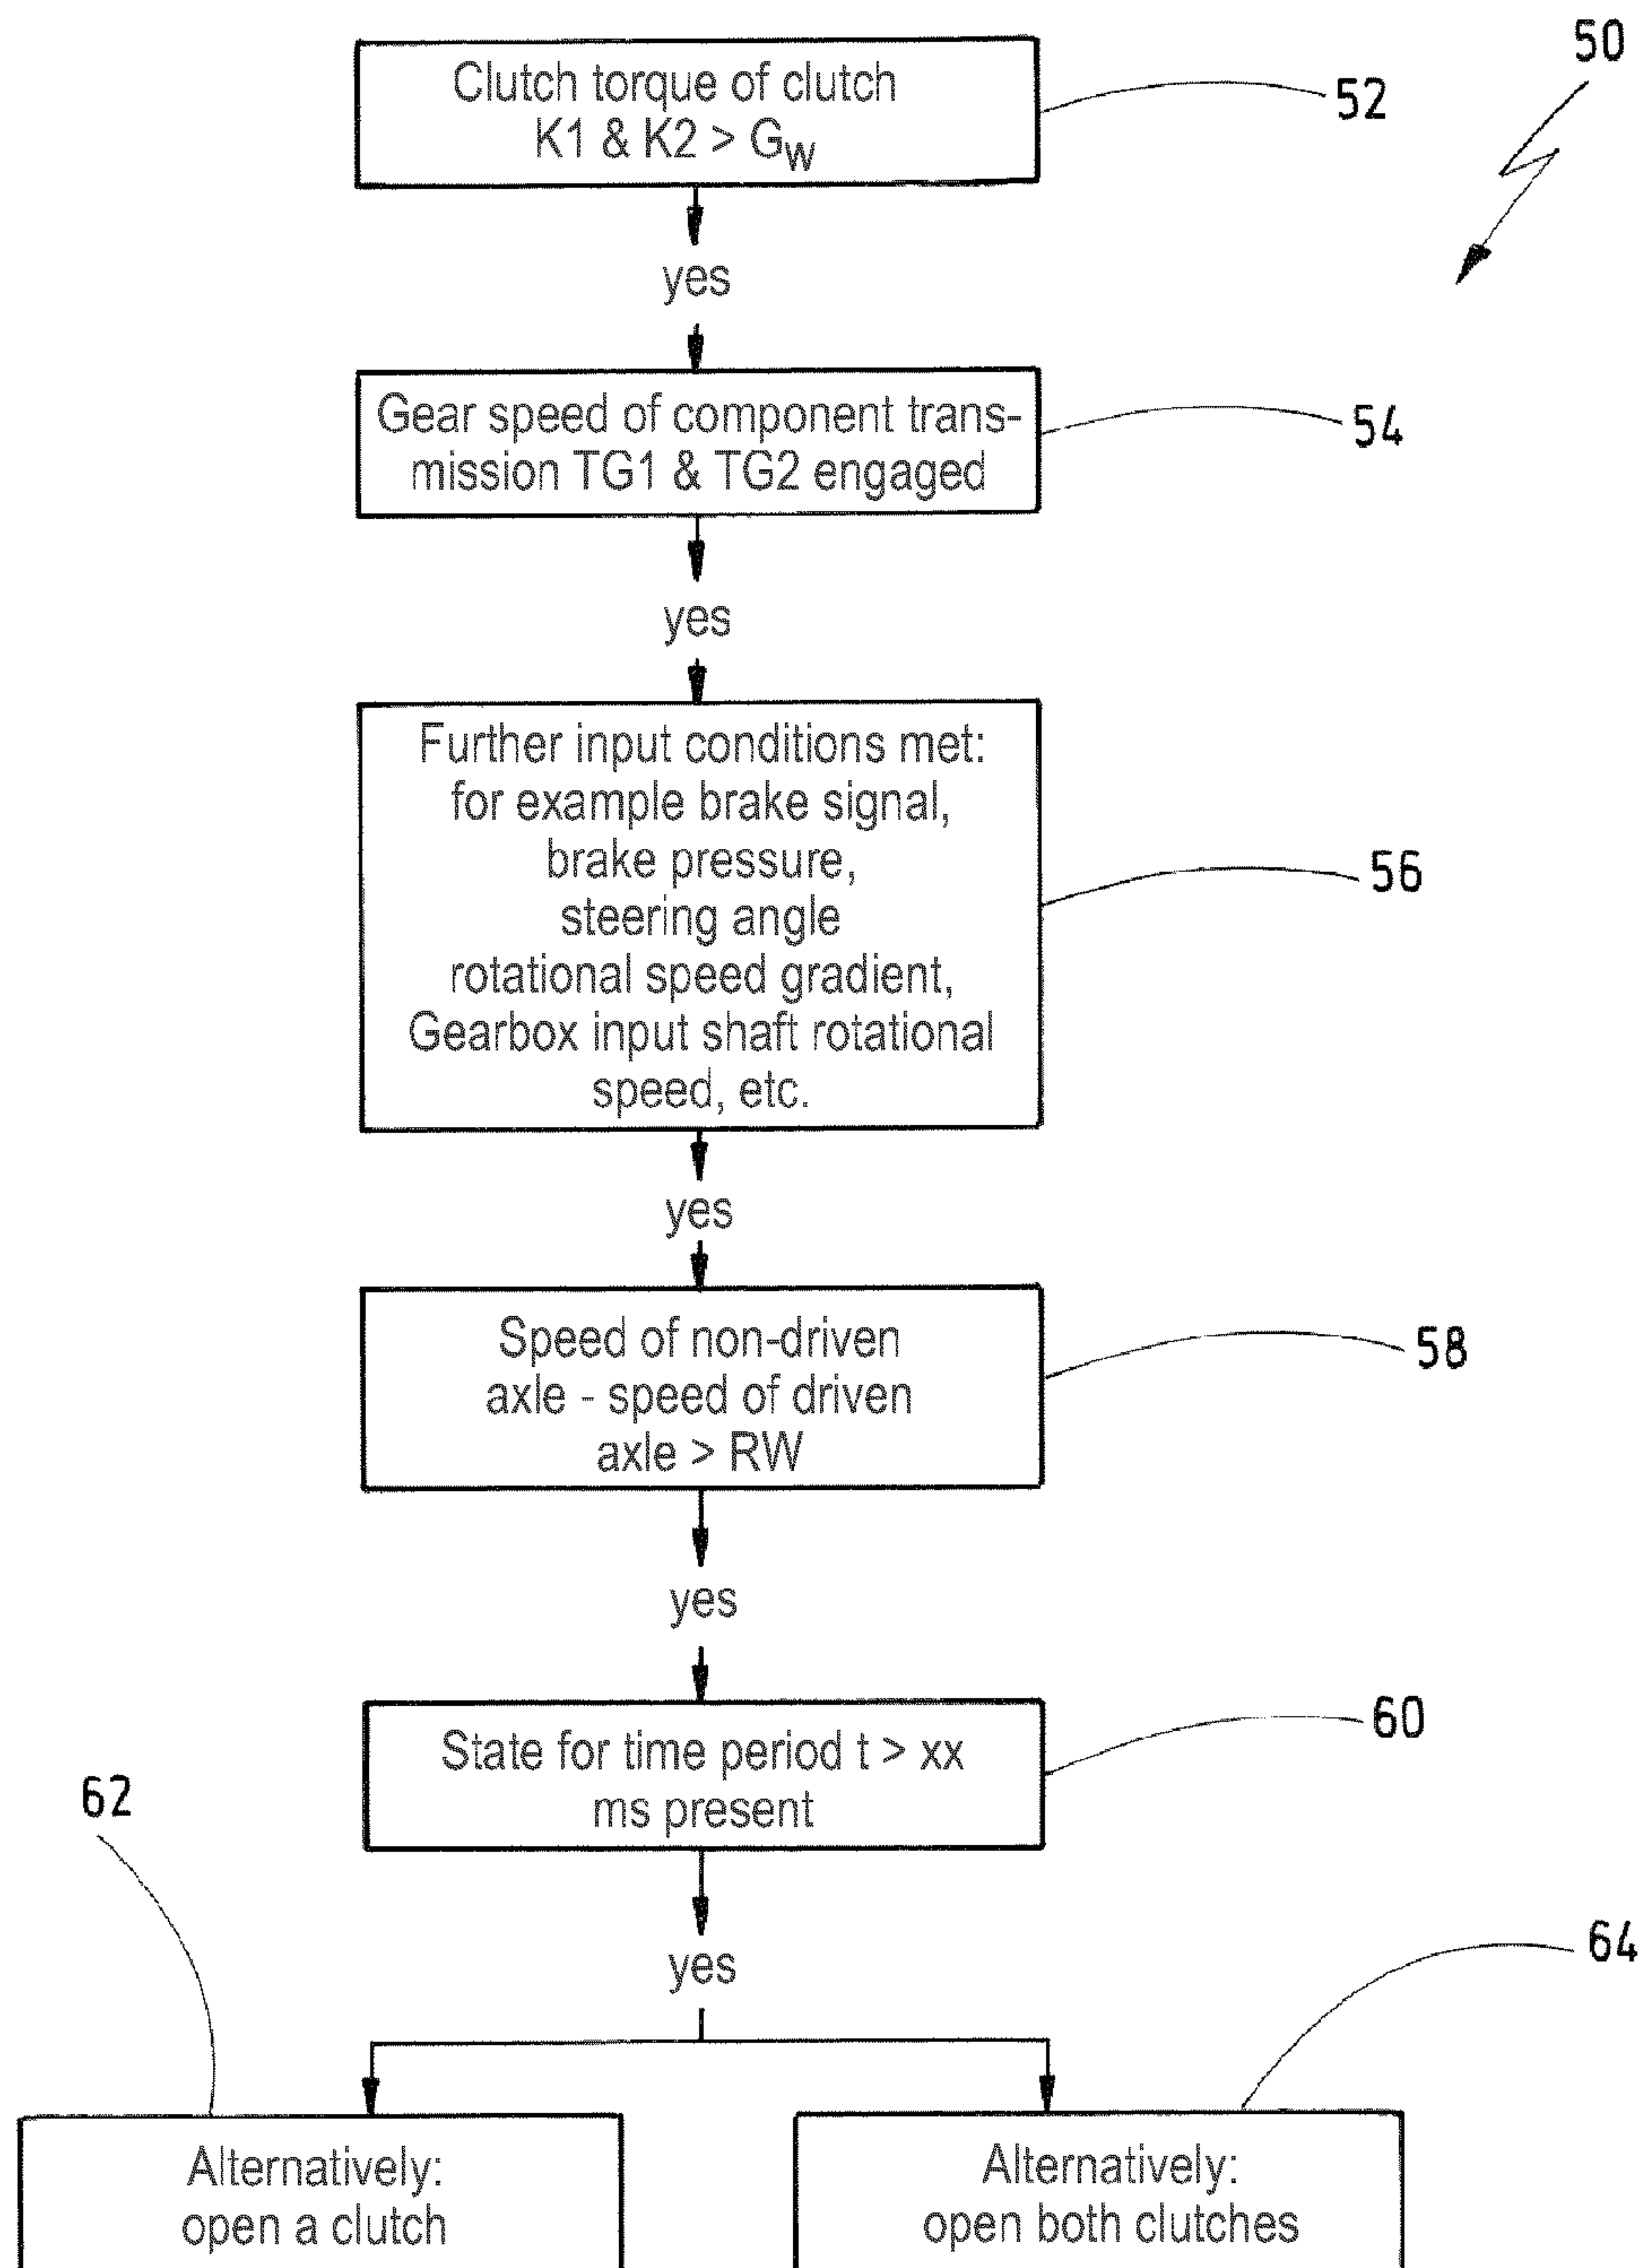 50
Clutch torque of clutch
K1 & K2 > GW
52
yes
Gear speed of component trans-
mission TG1 & TG2 engaged
54
yes
Further input conditions met:
for example brake signal,
brake pressure,
steering angle
rotational speed gradient,
Gearbox input shaft rotational
speed, etc.
56
yes
Speed of non-driven
axle - speed of driven
axle > RW
58
yes
State for time period t > xx
ms present
60
yes
62
64
Alternatively:
open a clutch
Alternatively:
open both clutches